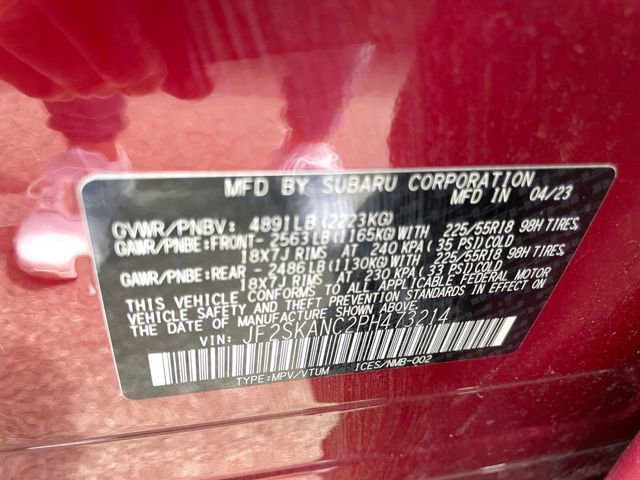 MFD BY SUBARU CORPORATION
MFD IN 04/23
GVWR/PNBV: 4891LB (2223KG)
GAWR/PNBE: FRONT- 2563LB (1165KG) WITH 225/55R18 98H TIRES,
18X7J RIMS AT 240 KPA (35 PSI) COLD
GAWR/PNBE: REAR - 2486LB (1130KG) WITH 225/55R18 98H TIRES,
18X7J RIMS AT 230 KPA (33 PSI) COLD
THIS VEHICLE CONFORMS TO ALL APPLICABLE FEDERAL MOTOR
VEHICLE SAFETY AND THEFT PREVENTION STANDARDS IN EFFECT ON
THE DATE OF MANUFACTURE SHOWN ABOVE.
VIN: JF2SKANC2PH473214
TYPE: MPV/VTUM ICES/NMB-002